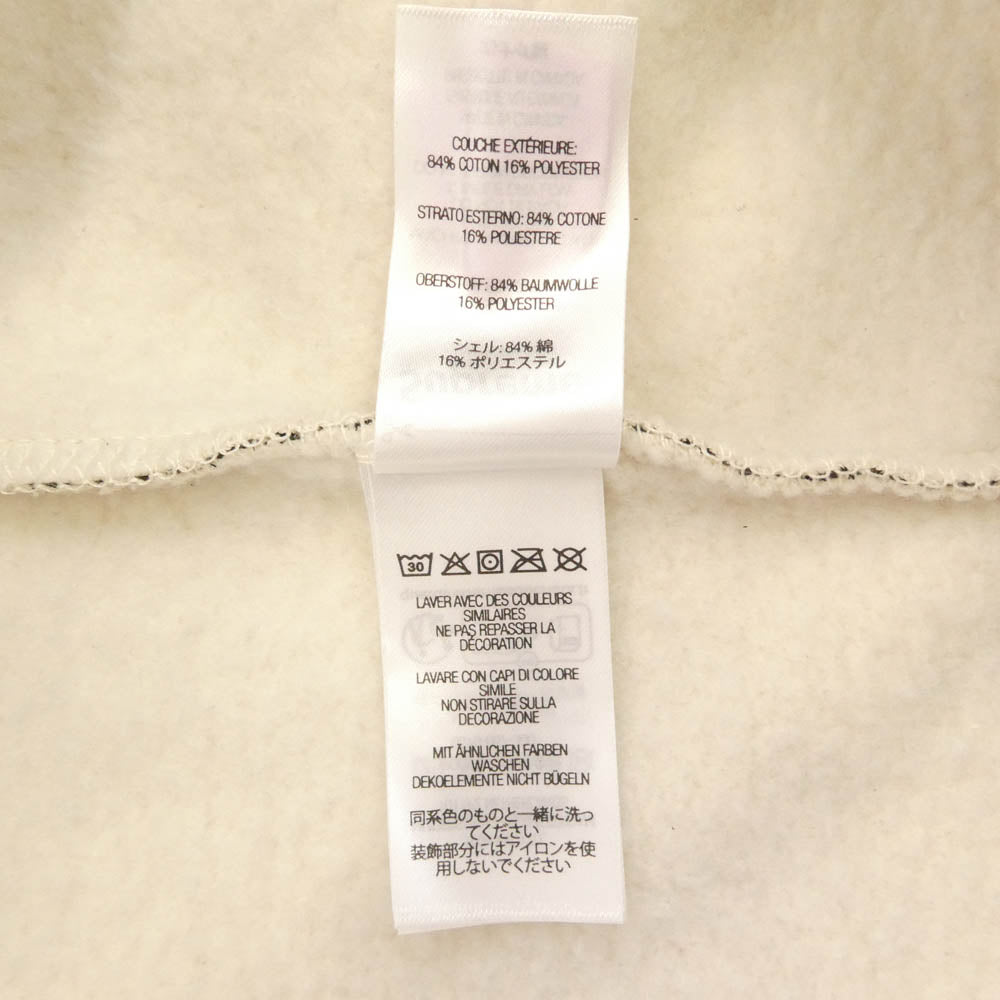 COUCHE EXTÉRIEURE:
84% COTON 16% POLYESTER
STRATO ESTERNO: 84% COTONE
16% POLIESTERE
OBERSTOFF: 84% BAUMWOLLE
16% POLYESTER
シェル: 84% 綿
16% ポリエステル
30
LAVER AVEC DES COULEURS
SIMILAIRES
NE PAS REPASSER LA
DÉCORATION
LAVARE CON CAPI DI COLORE
SIMILE
NON STIRARE SULLA
DECORAZIONE
MIT ÄHNLICHEN FARBEN
WASCHEN
DEKOELEMENTE NICHT BÜGELN
同系色のものと一緒に洗っ
てください
装飾部分にはアイロンを使
用しないでください